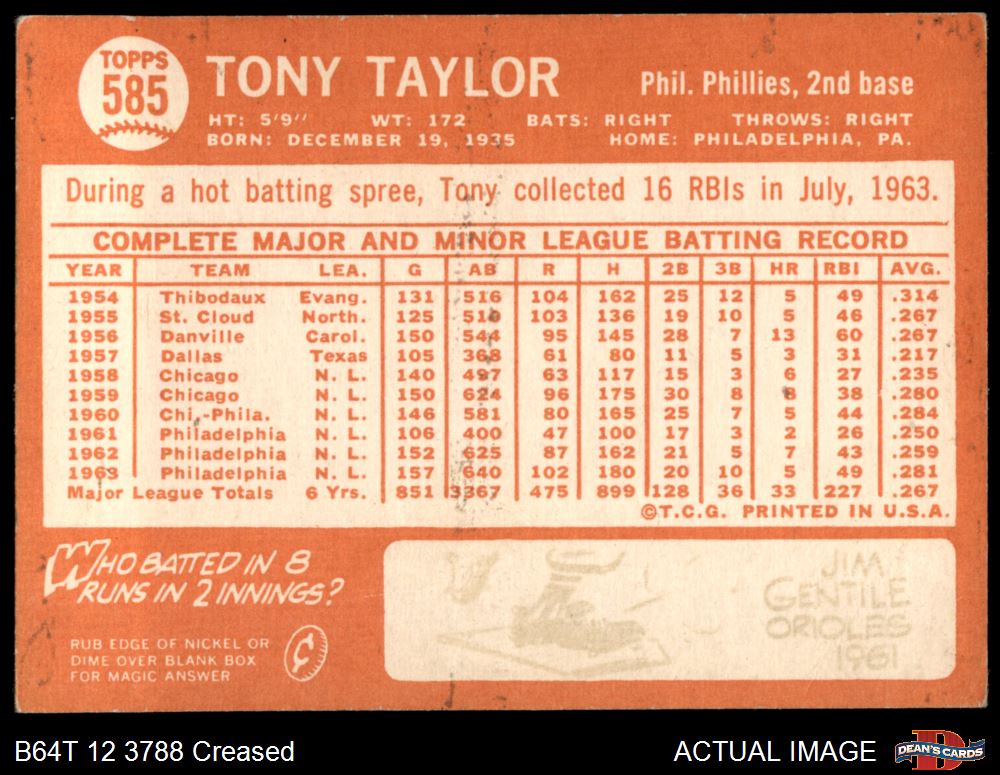 TOPPS
585
TONY TAYLOR
Phil. Phillies, 2nd base
HT: 5'9" WT: 172 BATS: RIGHT THROWS: RIGHT
BORN: DECEMBER 19, 1935 HOME: PHILADELPHIA, PA.
During a hot batting spree, Tony collected 16 RBIs in July, 1963.
COMPLETE MAJOR AND MINOR LEAGUE BATTING RECORD
YEAR TEAM LEA. G AB R H 2B 3B HR RBI AVG.
1954 Thibodaux Evang. 131 516 104 162 25 12 5 49 .314
1955 St. Cloud North. 125 510 103 136 19 10 5 46 .267
1956 Danville Carol. 150 544 95 145 28 7 13 60 .267
1957 Dallas Texas 105 368 61 80 11 5 3 31 .217
1958 Chicago N. L. 140 497 63 117 15 3 6 27 .235
1959 Chicago N. L. 150 624 96 175 30 8 8 38 .280
1960 Chi.-Phila. N. L. 146 581 80 165 25 7 5 44 .284
1961 Philadelphia N. L. 106 400 47 100 17 3 2 26 .250
1962 Philadelphia N. L. 152 625 87 162 21 5 7 43 .259
1963 Philadelphia N. L. 157 640 102 180 20 10 5 49 .281
Major League Totals 6 Yrs. 851 3367 475 899 128 36 33 227 .267
©T.C.G. PRINTED IN U.S.A.
WHO BATTED IN 8
RUNS IN 2 INNINGS?
RUB EDGE OF NICKEL OR
DIME OVER BLANK BOX
FOR MAGIC ANSWER
¢
JIM
GENTILE
ORIOLES
1961
B64T 12 3788 Creased
ACTUAL IMAGE
D
DEAN'S CARDS